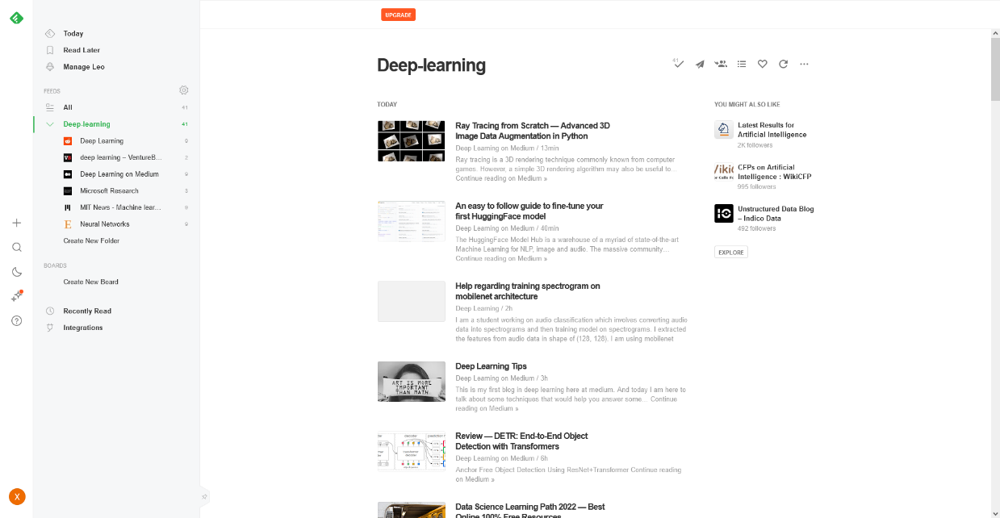 UPGRADE
Today
Read Later
Manage Leo
FEEDS
All 41
Deep-learning 41
Deep Learning 9
deep learning – VentureB... 2
Deep Learning on Medium 9
Microsoft Research 3
MIT News - Machine lear... 9
Neural Networks 9
Create New Folder
BOARDS
Create New Board
Recently Read
Integrations
X
Deep-learning
41
TODAY
Ray Tracing from Scratch — Advanced 3D
Image Data Augmentation in Python
Deep Learning on Medium / 13min
Ray tracing is a 3D rendering technique commonly known from computer
games. However, a simple 3D rendering algorithm may also be useful to...
Continue reading on Medium »
An easy to follow guide to fine-tune your
first HuggingFace model
Deep Learning on Medium / 40min
The HuggingFace Model Hub is a warehouse of a myriad of state-of-the-art
Machine Learning for NLP, image and audio. The massive community…
Continue reading on Medium »
Help regarding training spectrogram on
mobilenet architecture
Deep Learning / 2h
I am a student working on audio classification which involves converting audio
data into spectrograms and then training model on spectrograms. I extracted
the features from audio data in shape of (128, 128). I am using mobilenet
ART IS MORE
IMPORTANT
THAN MATH
Deep Learning Tips
Deep Learning on Medium / 3h
This is my first blog in deep learning here at medium. And today I am here to
talk about some techniques that would help you answer some… Continue
reading on Medium »
decoder
transformer
decoder
Review — DETR: End-to-End Object
Detection with Transformers
Deep Learning on Medium / 6h
Anchor Free Object Detection Using ResNet+Transformer Continue reading
on Medium »
Data Science Learning Path 2022 — Best
Online 100% Free Resources
YOU MIGHT ALSO LIKE
Latest Results for
Artificial Intelligence
2K followers
CFPs on Artificial
Intelligence : WikiCFP
995 followers
Unstructured Data Blog
– Indico Data
492 followers
EXPLORE